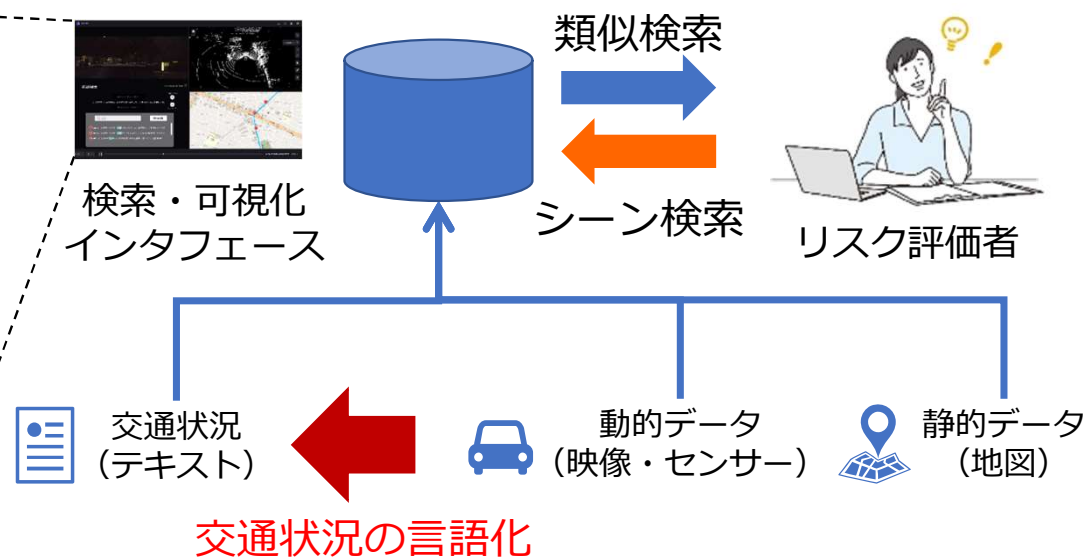 類似検索
検索・可視化
インタフェース
シーン検索
リスク評価者
交通状況
（テキスト）
動的データ
（映像・センサー）
静的データ
（地図）
交通状況の言語化